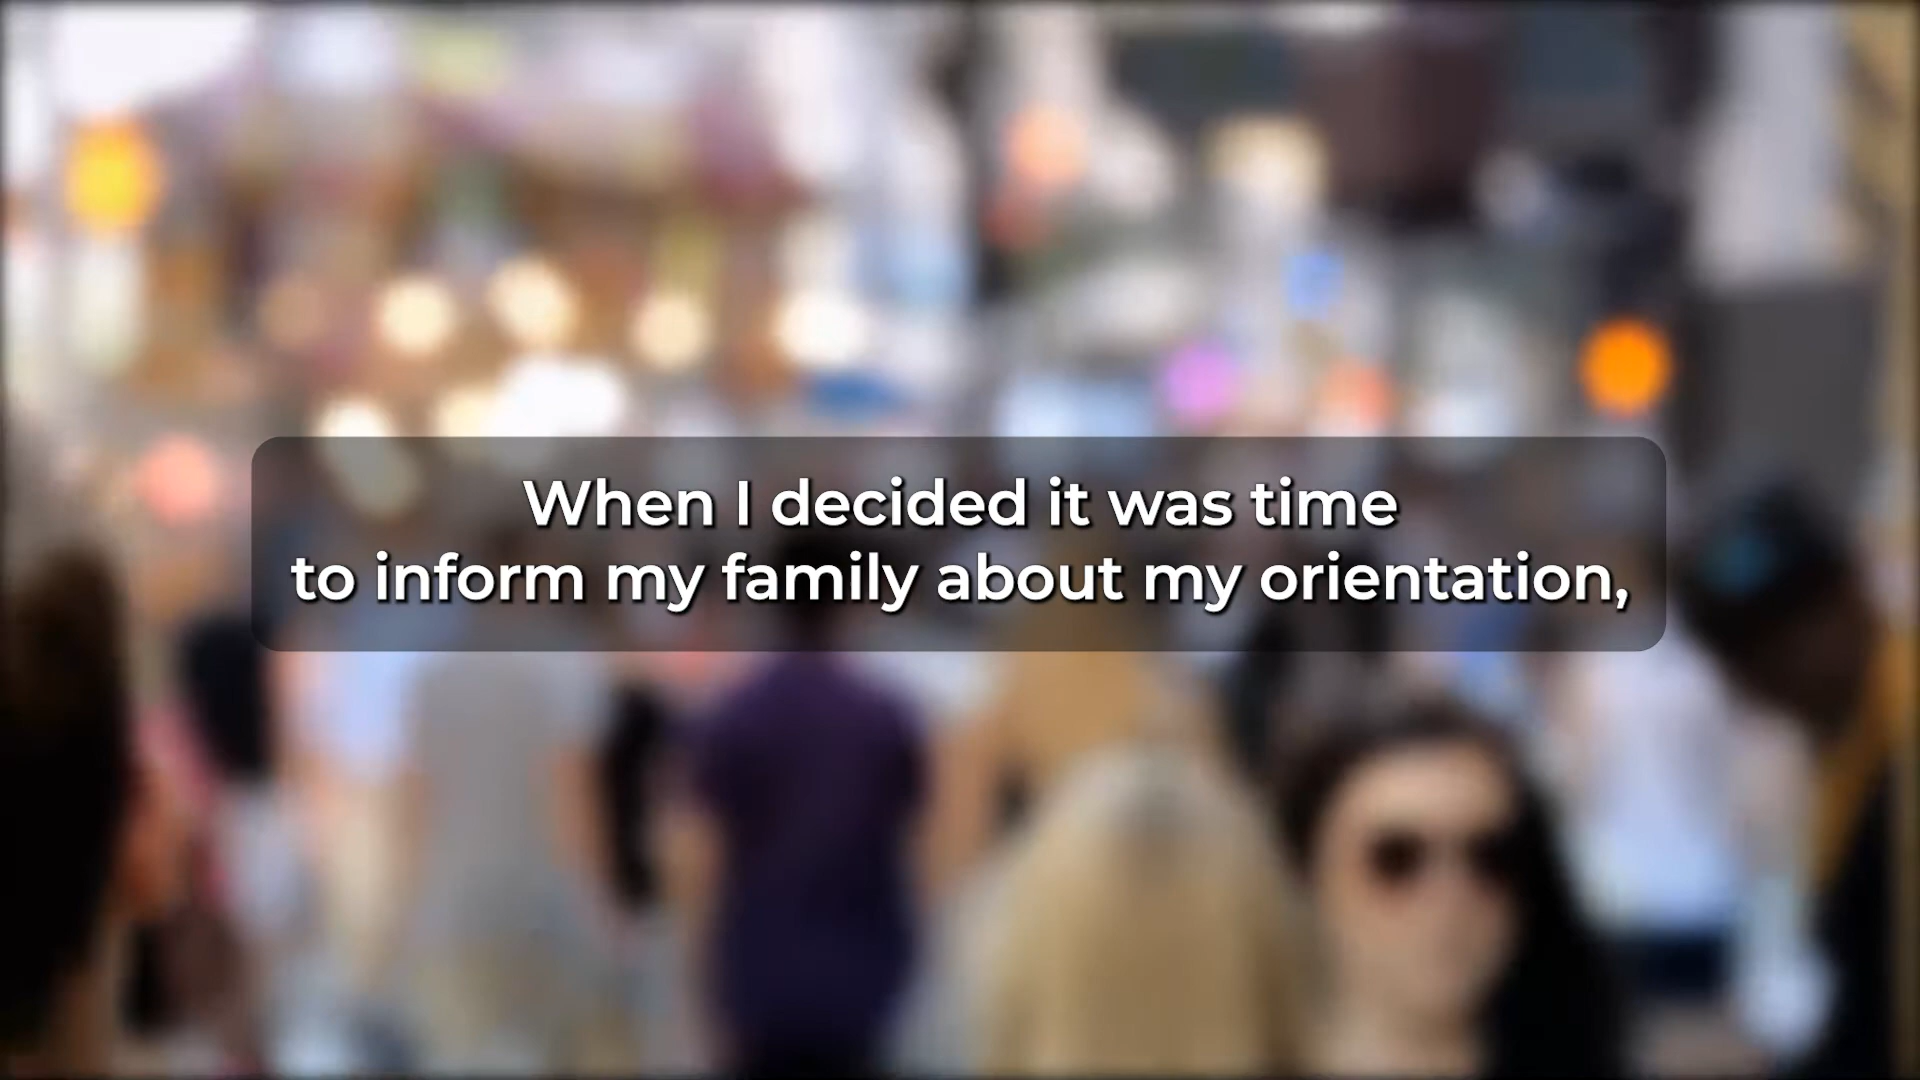 When I decided it was time
to inform my family about my orientation,